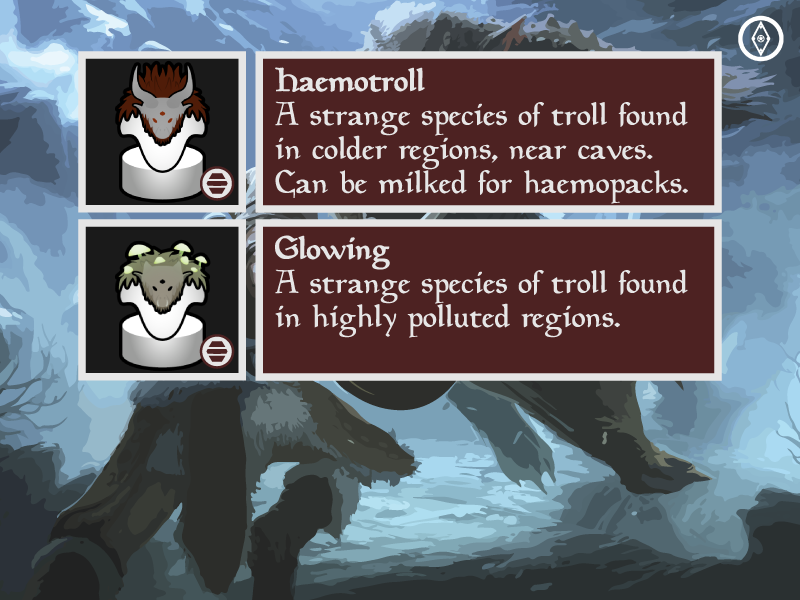 Haemotroll
A strange species of troll found
in colder regions, near caves.
Can be milked for haemopacks.
Glowing
A strange species of troll found
in highly polluted regions.